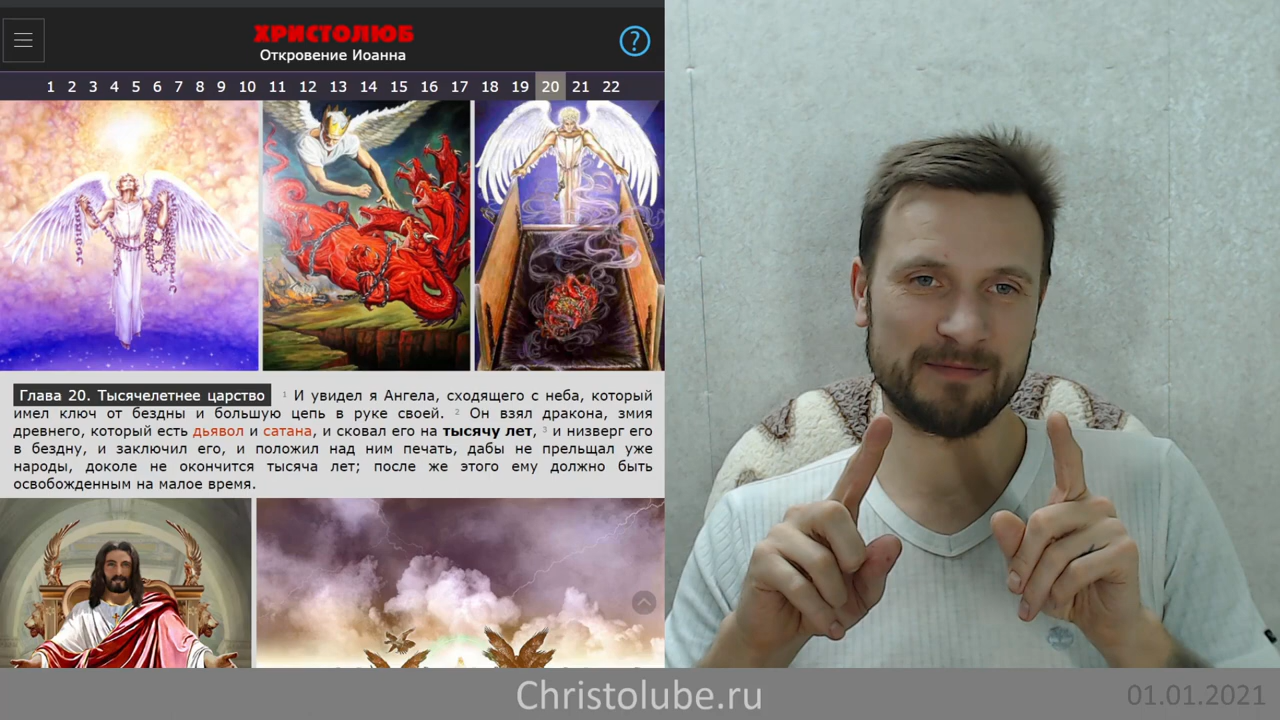 ХРИСТОЛЮБ
Откровение Иоанна
?
1 2 3 4 5 6 7 8 9 10 11 12 13 14 15 16 17 18 19 20 21 22
Глава 20. Тысячелетнее царство 1 И увидел я Ангела, сходящего с неба, который
имел ключ от бездны и большую цепь в руке своей. 2 Он взял дракона, змия
древнего, который есть дьявол и сатана, и сковал его на тысячу лет, 3 и низверг его
в бездну, и заключил его, и положил над ним печать, дабы не прельщал уже
народы, доколе не окончится тысяча лет; после же этого ему должно быть
освобожденным на малое время.
Christolube.ru
01.01.2021